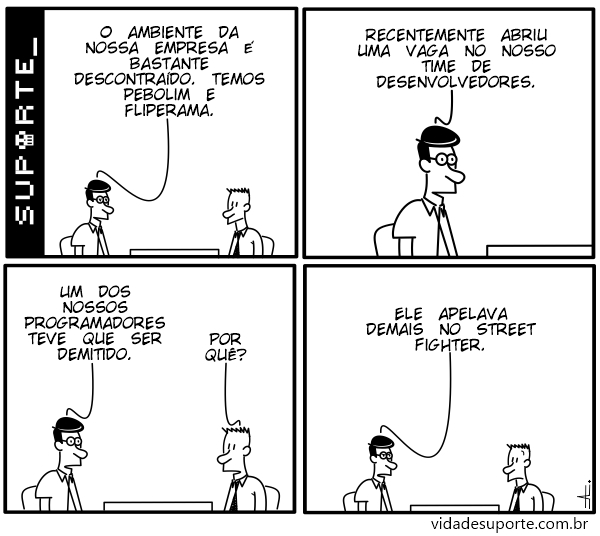 SUPORTE_
O AMBIENTE DA
NOSSA EMPRESA É
BASTANTE
DESCONTRAÍDO. TEMOS
PEBOLIM E
FLIPERAMA.
RECENTEMENTE ABRIU
UMA VAGA NO NOSSO
TIME DE
DESENVOLVEDORES.
UM DOS
NOSSOS
PROGRAMADORES
TEVE QUE SER
DEMITIDO.
POR
QUÊ?
ELE APELAVA
DEMAIS NO STREET
FIGHTER.
vidadesuporte.com.br